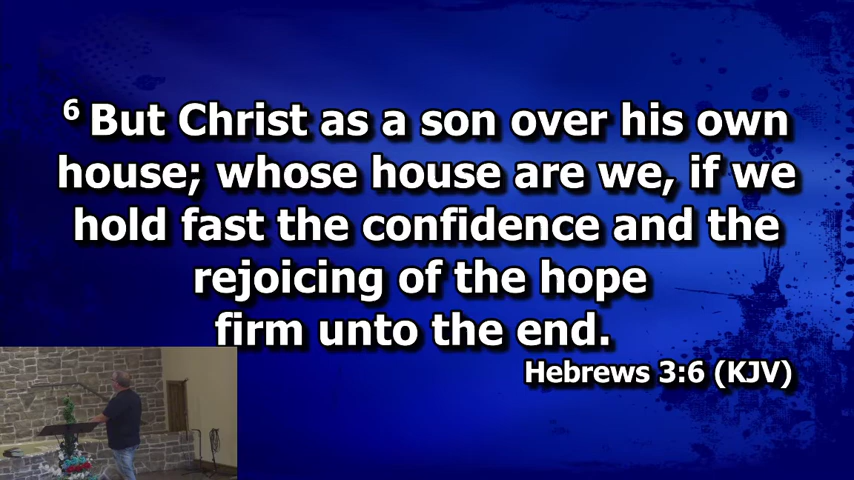 6 But Christ as a son over his own
house; whose house are we, if we
hold fast the confidence and the
rejoicing of the hope
firm unto the end.
Hebrews 3:6 (KJV)